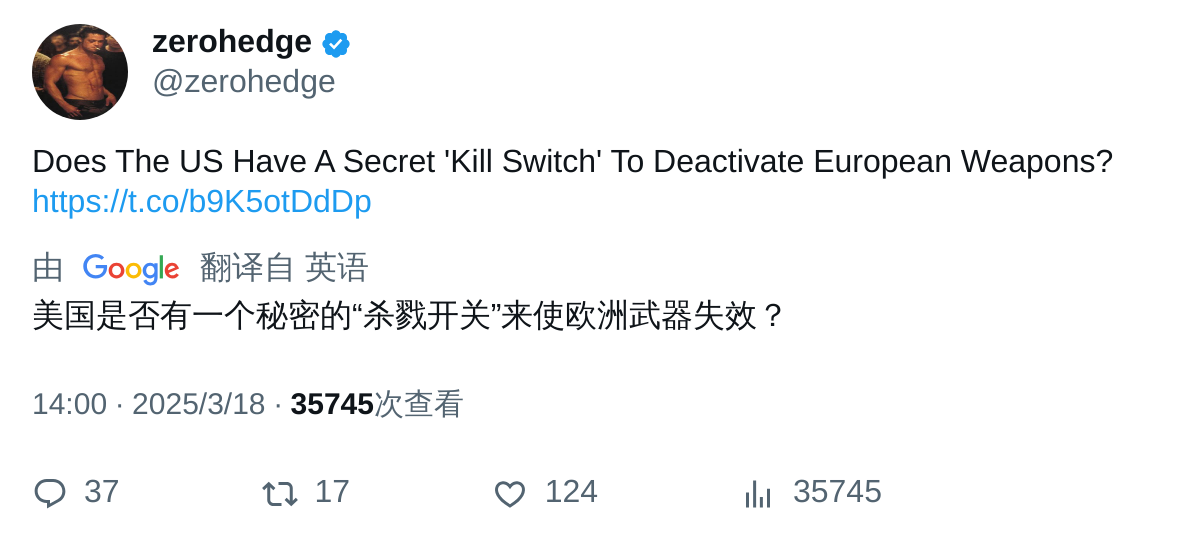 zerohedge
@zerohedge
Does The US Have A Secret 'Kill Switch' To Deactivate European Weapons?
https://t.co/b9K5otDdDp
由 Google 翻译自 英语
美国是否有一个秘密的“杀戮开关”来使欧洲武器失效？
14:00 · 2025/3/18 · 35745次查看
37 17 124 35745